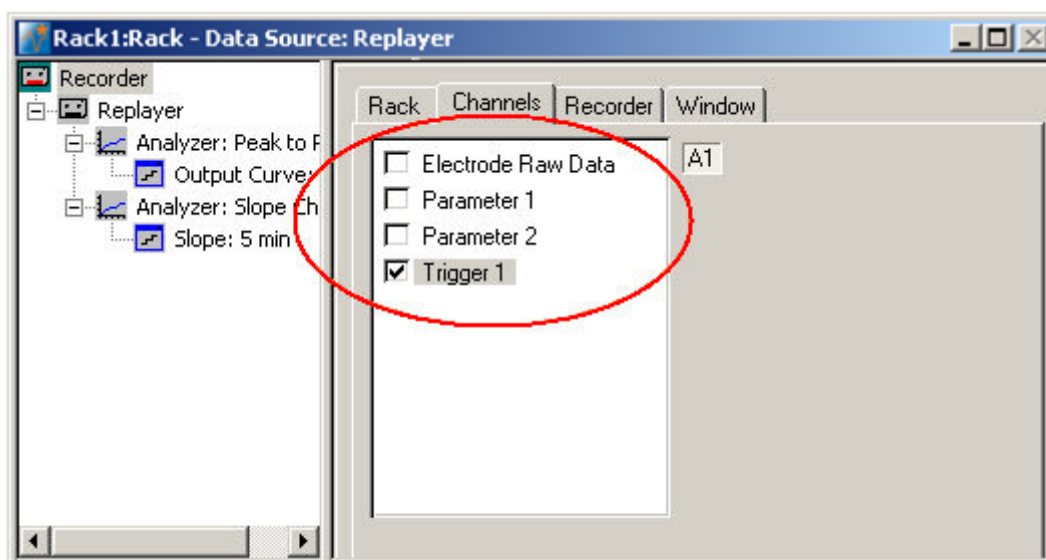 Rack1:Rack - Data Source: Replayer
Recorder
Replayer
Analyzer: Peak to
Output Curve:
Analyzer: Slope Ch
Slope: 5 min
Rack Channels Recorder Window
Electrode Raw Data
Parameter 1
Parameter 2
Trigger 1
A1